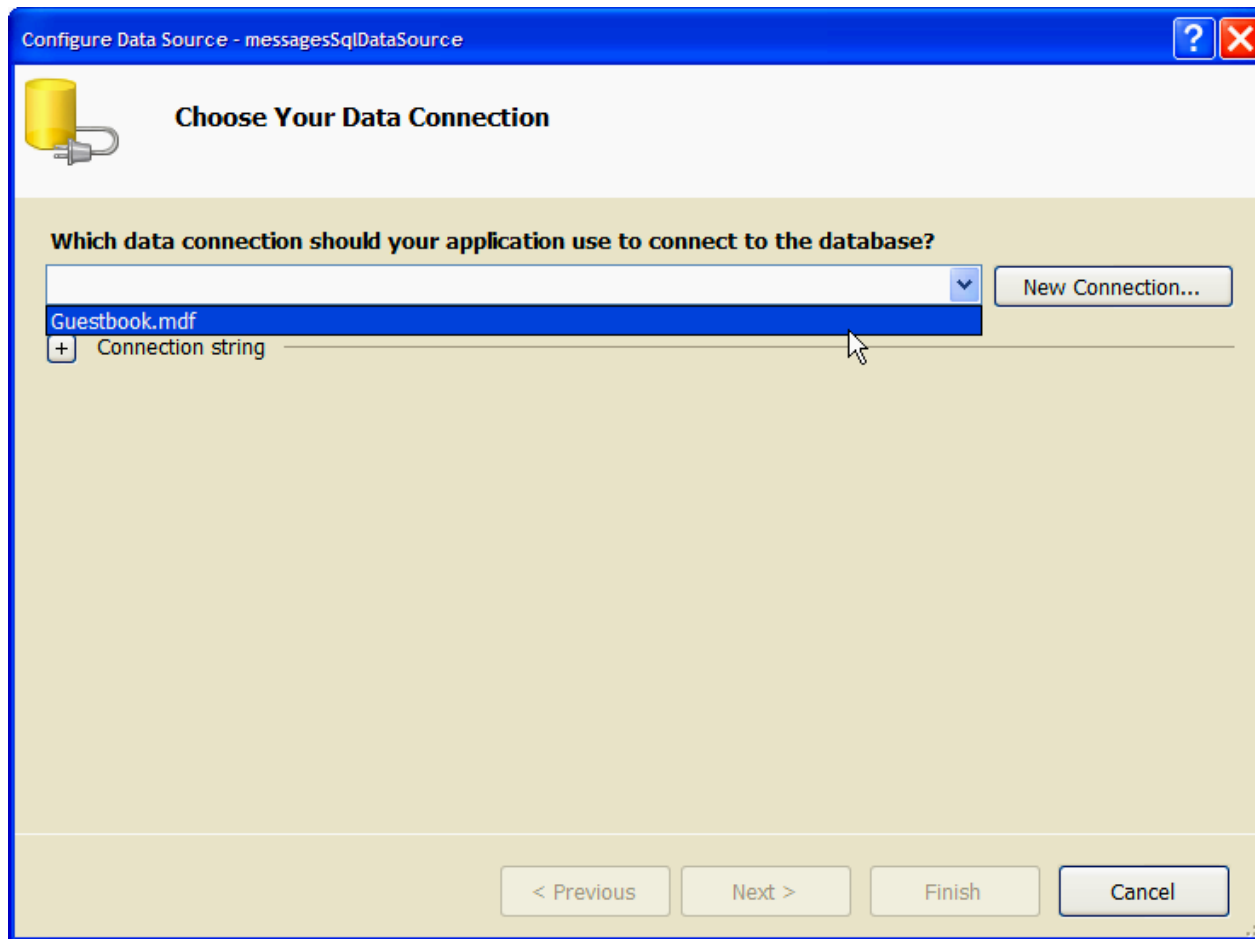 Configure Data Source - messagesSqlDataSource
?
Choose Your Data Connection
Which data connection should your application use to connect to the database?
New Connection...
Guestbook.mdf
+ Connection string
< Previous Next > Finish Cancel